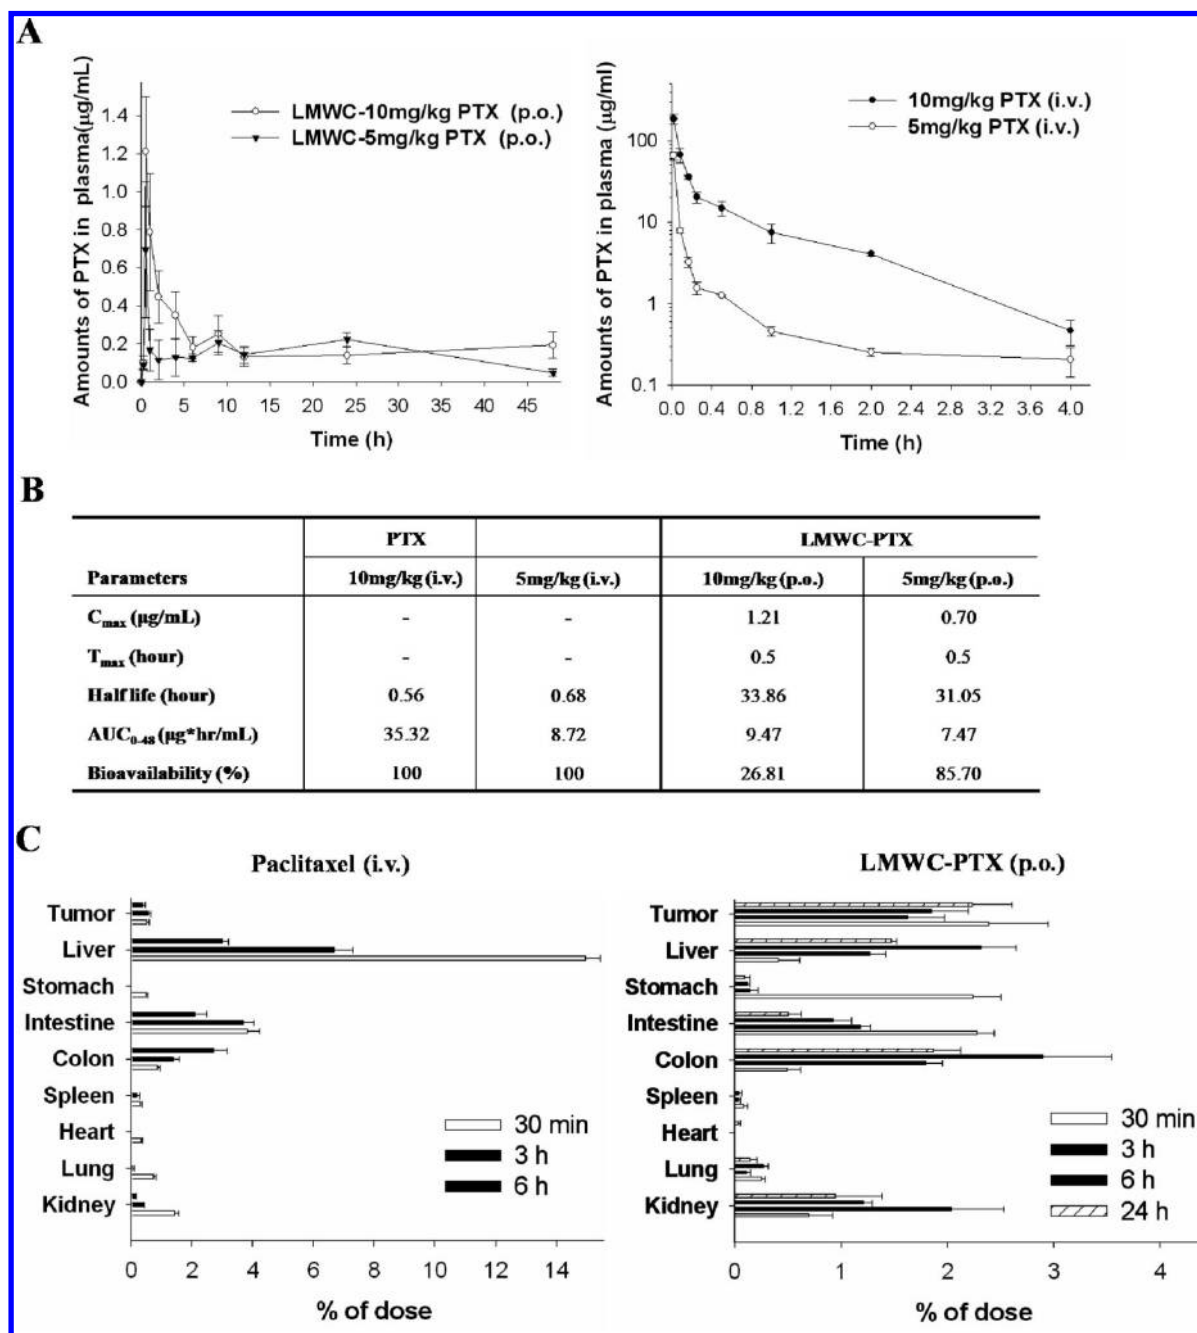 A
Amounts of PTX in plasma(μg/mL)
1.4
1.2
1.0
0.8
0.6
0.4
0.2
0.0
LMWC-10mg/kg PTX (p.o.)
LMWC-5mg/kg PTX (p.o.)
0 5 10 15 20 25 30 35 40 45
Time (h)
Amounts of PTX in plasma (μg/ml)
100
10
1
0.1
10mg/kg PTX (i.v.)
5mg/kg PTX (i.v.)
0.0 0.4 0.8 1.2 1.6 2.0 2.4 2.8 3.2 3.6 4.0
Time (h)
B
PTX LMWC-PTX
Parameters 10mg/kg (i.v.) 5mg/kg (i.v.) 10mg/kg (p.o.) 5mg/kg (p.o.)
Cmax (μg/mL) - - 1.21 0.70
Tmax (hour) - - 0.5 0.5
Half life (hour) 0.56 0.68 33.86 31.05
AUC0-48 (μg*hr/mL) 35.32 8.72 9.47 7.47
Bioavailability (%) 100 100 26.81 85.70
C
Paclitaxel (i.v.)
Tumor
Liver
Stomach
Intestine
Colon
Spleen
Heart
Lung
Kidney
30 min
3 h
6 h
0 2 4 6 8 10 12 14
% of dose
LMWC-PTX (p.o.)
Tumor
Liver
Stomach
Intestine
Colon
Spleen
Heart
Lung
Kidney
30 min
3 h
6 h
24 h
0 1 2 3 4
% of dose